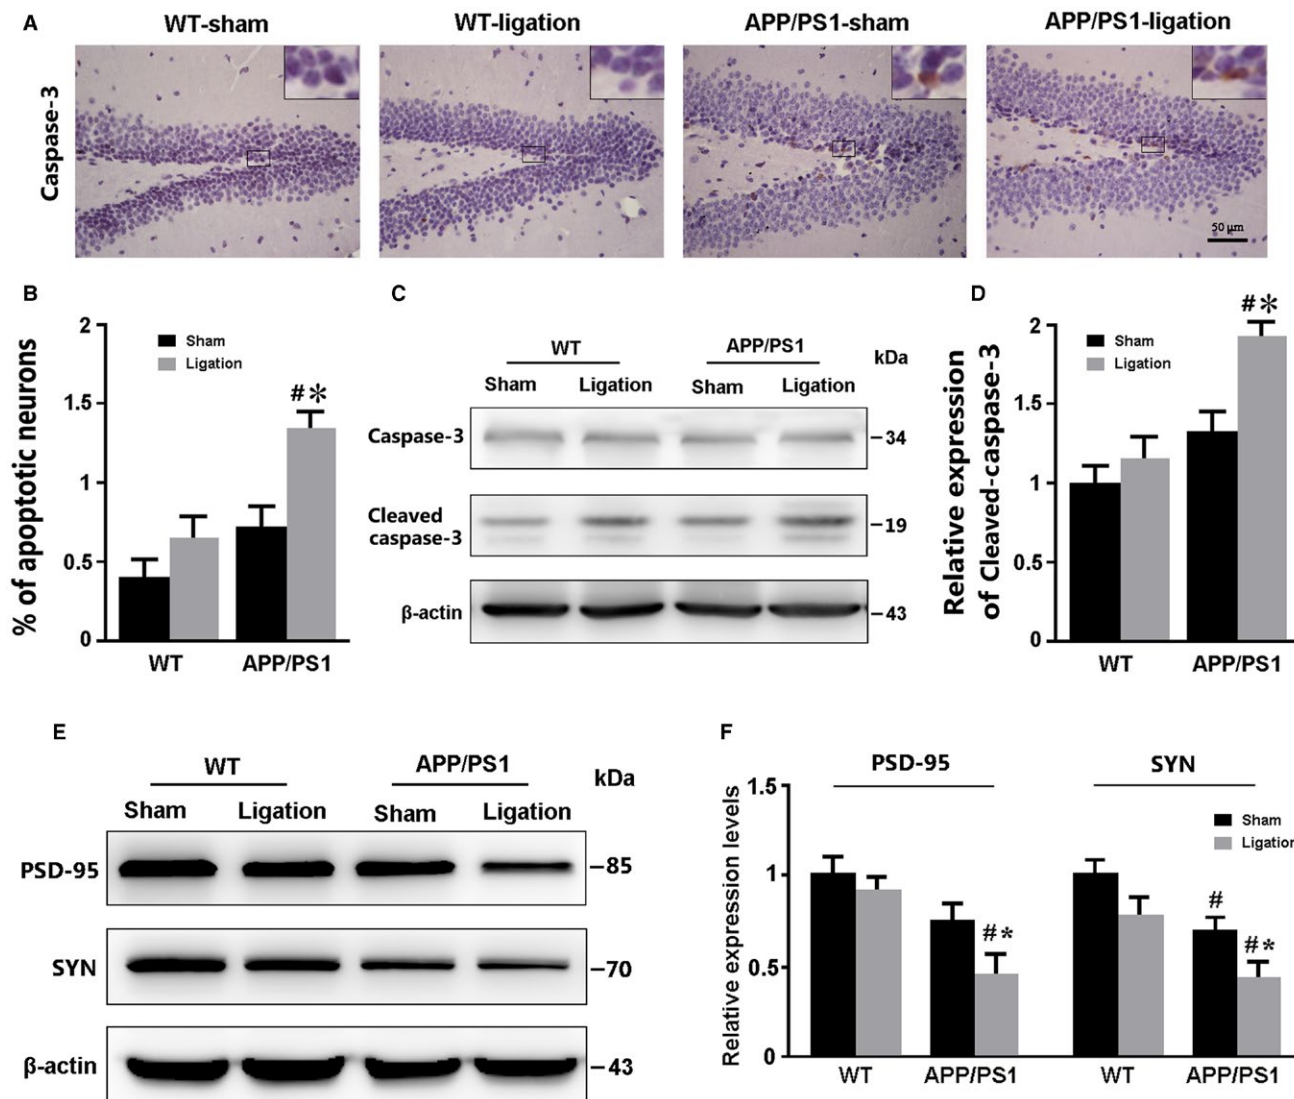 A
WT-sham
WT-ligation
APP/PS1-sham
APP/PS1-ligation
Caspase-3
50 μm
B
% of apoptotic neurons
2
1.5
1
0.5
0
Sham
Ligation
#*
WT
APP/PS1
C
WT
APP/PS1
kDa
Sham
Ligation
Sham
Ligation
Caspase-3
–34
Cleaved
caspase-3
–19
β-actin
–43
D
Relative expression
of Cleaved-caspase-3
2
1.5
1
0.5
0
Sham
Ligation
#*
WT
APP/PS1
E
WT
APP/PS1
kDa
Sham
Ligation
Sham
Ligation
PSD-95
–85
SYN
–70
β-actin
–43
F
Relative expression levels
PSD-95
SYN
1.5
1
0.5
0
Sham
Ligation
#*
#
#*
WT
APP/PS1
WT
APP/PS1